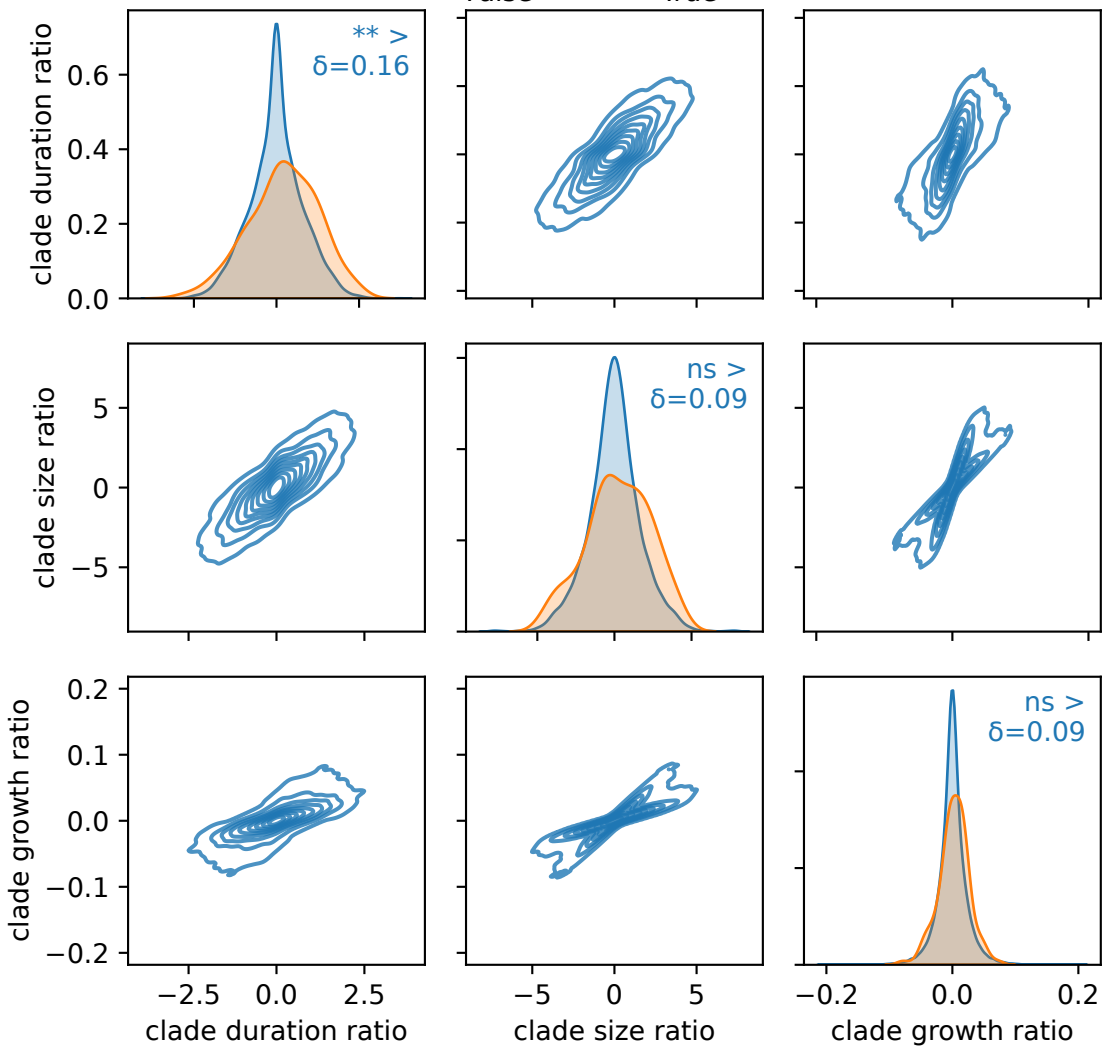 clade duration ratio
0.6
0.4
0.2
0.0
** >
δ=0.16
clade size ratio
5
0
−5
ns >
δ=0.09
clade growth ratio
0.2
0.1
0.0
−0.1
−0.2
ns >
δ=0.09
−2.5 0.0 2.5
clade duration ratio
−5 0 5
clade size ratio
−0.2 0.0 0.2
clade growth ratio